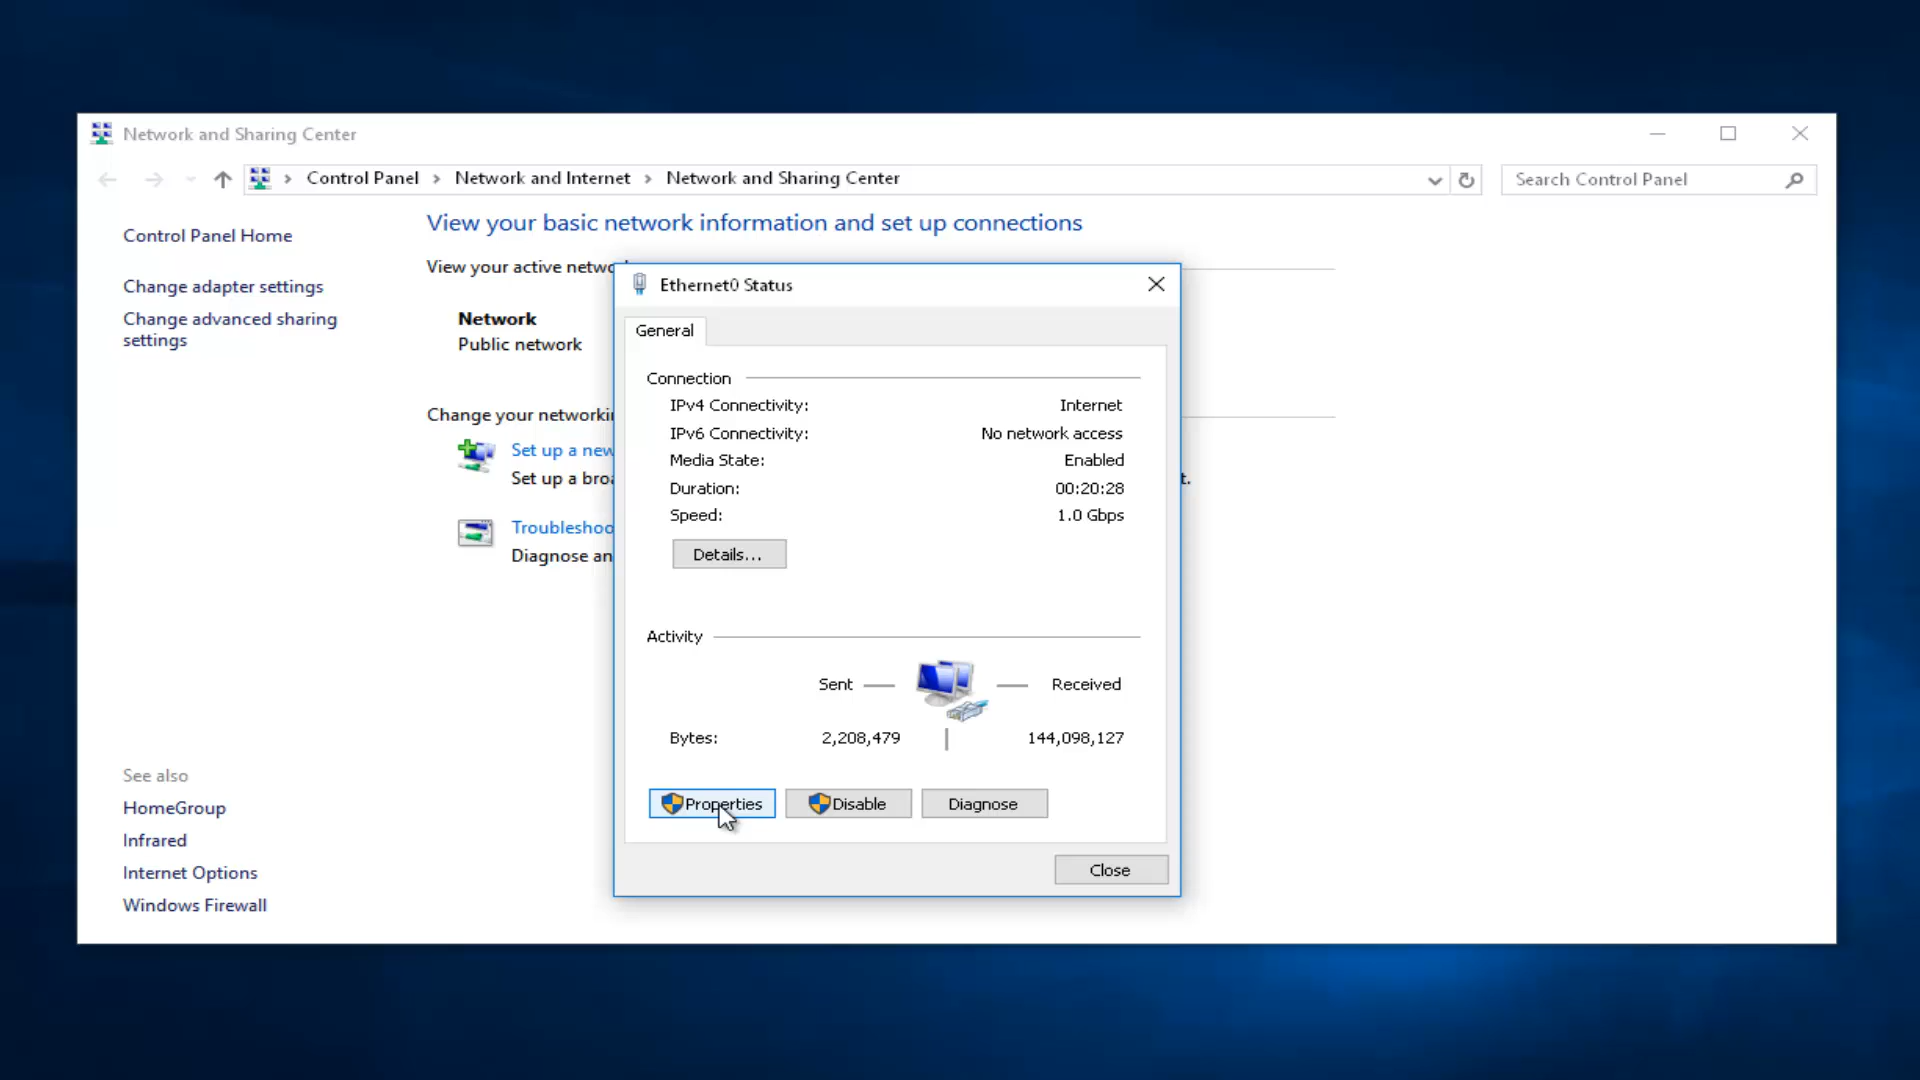 Network and Sharing Center
Control Panel > Network and Internet > Network and Sharing Center
Search Control Panel
Control Panel Home
Change adapter settings
Change advanced sharing
settings
See also
HomeGroup
Infrared
Internet Options
Windows Firewall
View your basic network information and set up connections
View your active netwo
Network
Public network
Change your networki
Set up a new
Set up a broa
t.
Troubleshoo
Diagnose an
Ethernet0 Status
General
Connection
IPv4 Connectivity: Internet
IPv6 Connectivity: No network access
Media State: Enabled
Duration: 00:20:28
Speed: 1.0 Gbps
Details...
Activity
Sent — — Received
Bytes: 2,208,479 | 144,098,127
Properties Disable Diagnose
Close